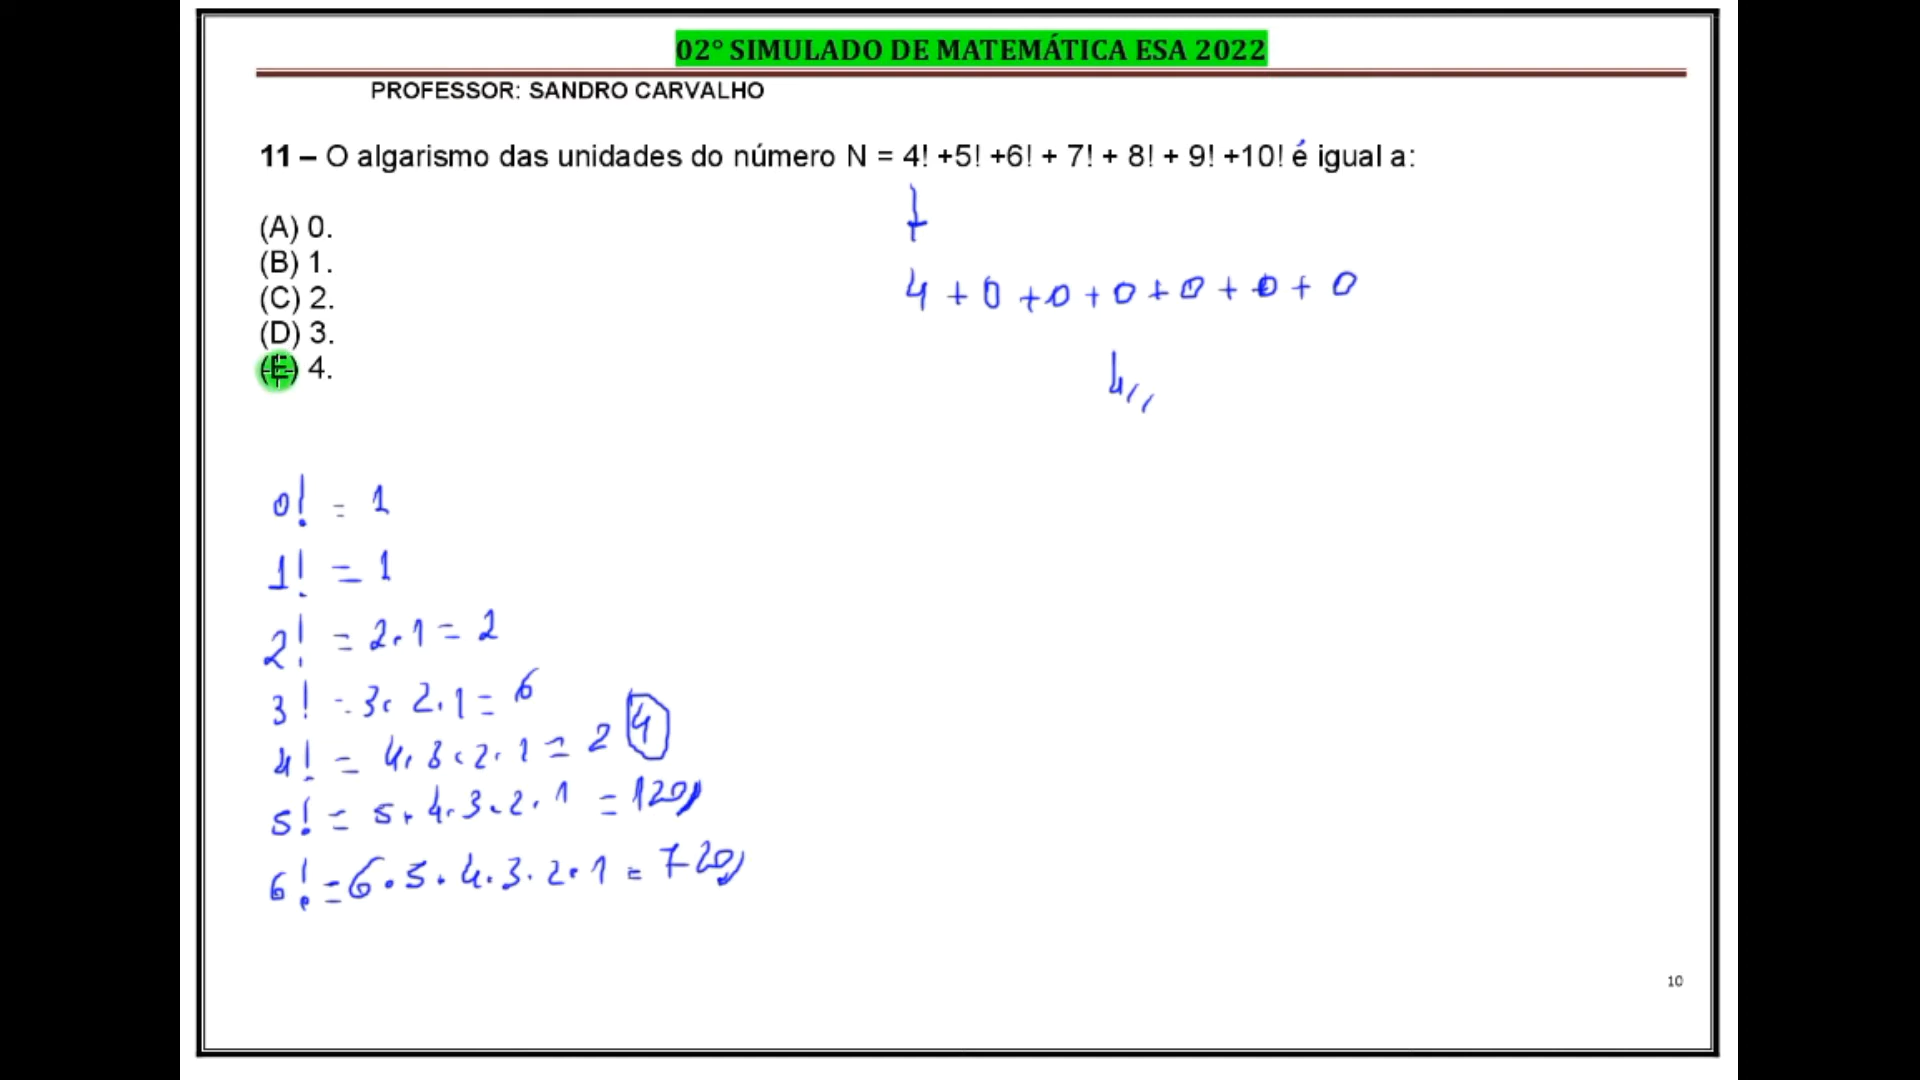 02° SIMULADO DE MATEMÁTICA ESA 2022
PROFESSOR: SANDRO CARVALHO
11 – O algarismo das unidades do número N = 4! +5! +6! + 7! + 8! + 9! +10! é igual a:
(A) 0.
(B) 1.
(C) 2.
(D) 3.
(E) 4.
4 + 0 + 0 + 0 + 0 + 0 + 0
4//
0! = 1
1! = 1
2! = 2.1 = 2
3! = 3.2.1 = 6
4! = 4.3.2.1 = 24
5! = 5.4.3.2.1 = 120
6! = 6.5.4.3.2.1 = 720
10